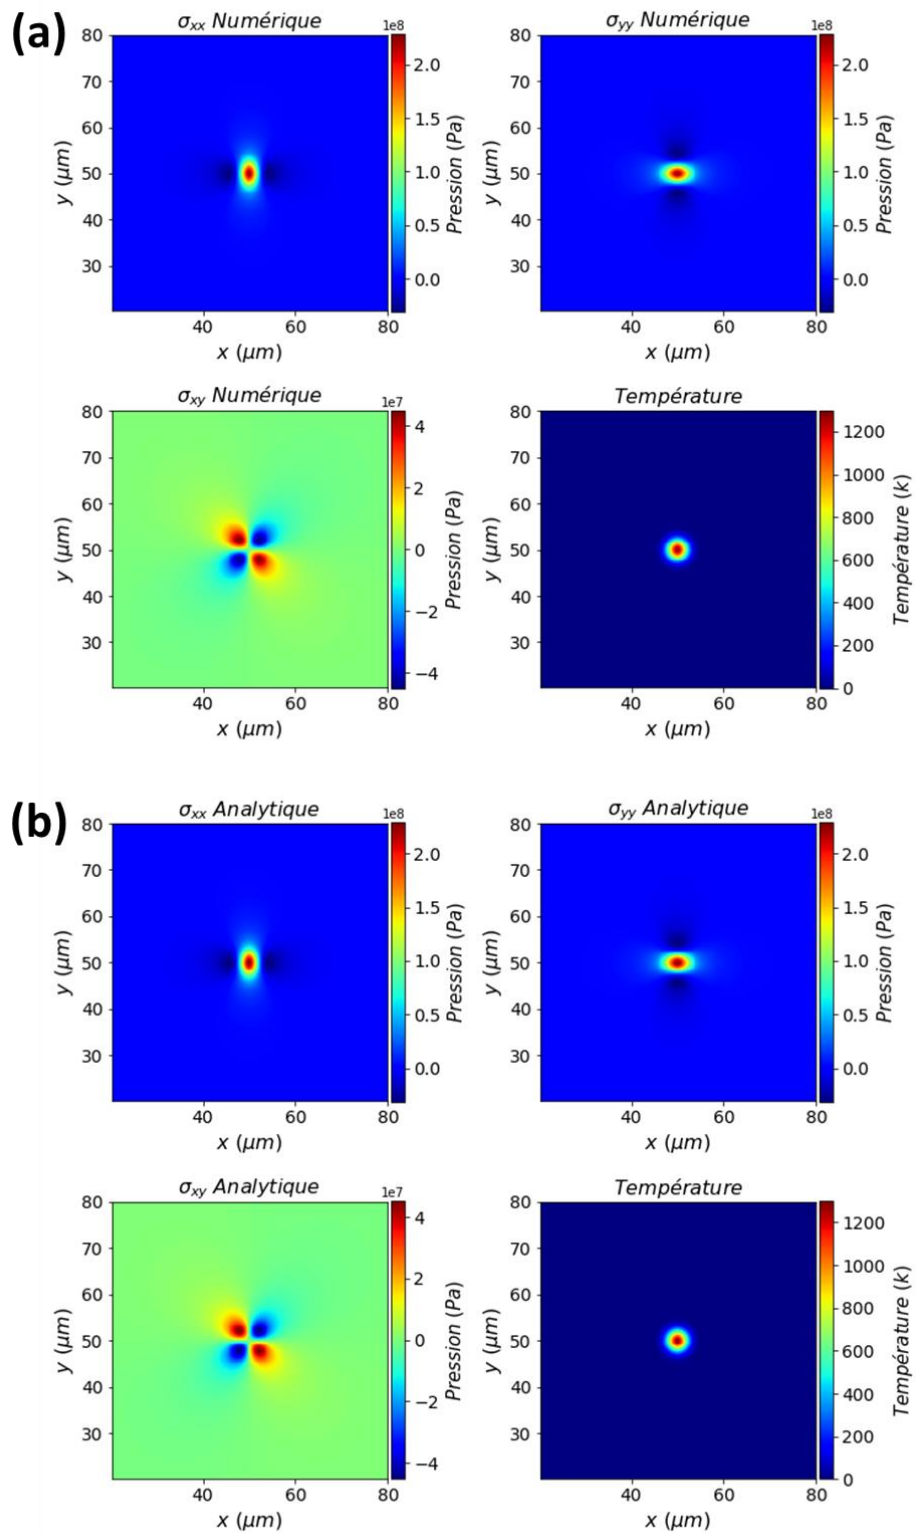 (a)
σxx Numérique
1e8
80
70
60
50
40
30
y (μm)
40 60 80
x (μm)
2.0
1.5
1.0
0.5
0.0
Pression (Pa)
σyy Numérique
1e8
80
70
60
50
40
30
y (μm)
40 60 80
x (μm)
2.0
1.5
1.0
0.5
0.0
Pression (Pa)
σxy Numérique
1e7
80
70
60
50
40
30
y (μm)
40 60 80
x (μm)
4
2
0
−2
−4
Pression (Pa)
Température
80
70
60
50
40
30
y (μm)
40 60 80
x (μm)
1200
1000
800
600
400
200
0
Température (k)
(b)
σxx Analytique
1e8
80
70
60
50
40
30
y (μm)
40 60 80
x (μm)
2.0
1.5
1.0
0.5
0.0
Pression (Pa)
σyy Analytique
1e8
80
70
60
50
40
30
y (μm)
40 60 80
x (μm)
2.0
1.5
1.0
0.5
0.0
Pression (Pa)
σxy Analytique
1e7
80
70
60
50
40
30
y (μm)
40 60 80
x (μm)
4
2
0
−2
−4
Pression (Pa)
Température
80
70
60
50
40
30
y (μm)
40 60 80
x (μm)
1200
1000
800
600
400
200
0
Température (k)